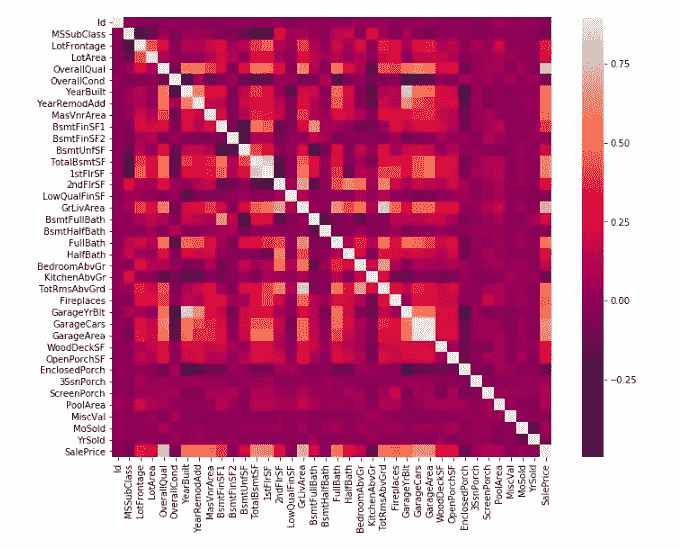 Id
MSSubClass
LotFrontage
LotArea
OverallQual
OverallCond
YearBuilt
YearRemodAdd
MasVnrArea
BsmtFinSF1
BsmtFinSF2
BsmtUnfSF
TotalBsmtSF
1stFlrSF
2ndFlrSF
LowQualFinSF
GrLivArea
BsmtFullBath
BsmtHalfBath
FullBath
HalfBath
BedroomAbvGr
KitchenAbvGr
TotRmsAbvGrd
Fireplaces
GarageYrBlt
GarageCars
GarageArea
WoodDeckSF
OpenPorchSF
EnclosedPorch
3SsnPorch
ScreenPorch
PoolArea
MiscVal
MoSold
YrSold
SalePrice
Id
MSSubClass
LotFrontage
LotArea
OverallQual
OverallCond
YearBuilt
YearRemodAdd
MasVnrArea
BsmtFinSF1
BsmtFinSF2
BsmtUnfSF
TotalBsmtSF
1stFlrSF
2ndFlrSF
LowQualFinSF
GrLivArea
BsmtFullBath
BsmtHalfBath
FullBath
HalfBath
BedroomAbvGr
KitchenAbvGr
TotRmsAbvGrd
Fireplaces
GarageYrBlt
GarageCars
GarageArea
WoodDeckSF
OpenPorchSF
EnclosedPorch
3SsnPorch
ScreenPorch
PoolArea
MiscVal
MoSold
YrSold
SalePrice
0.75
0.50
0.25
0.00
−0.25